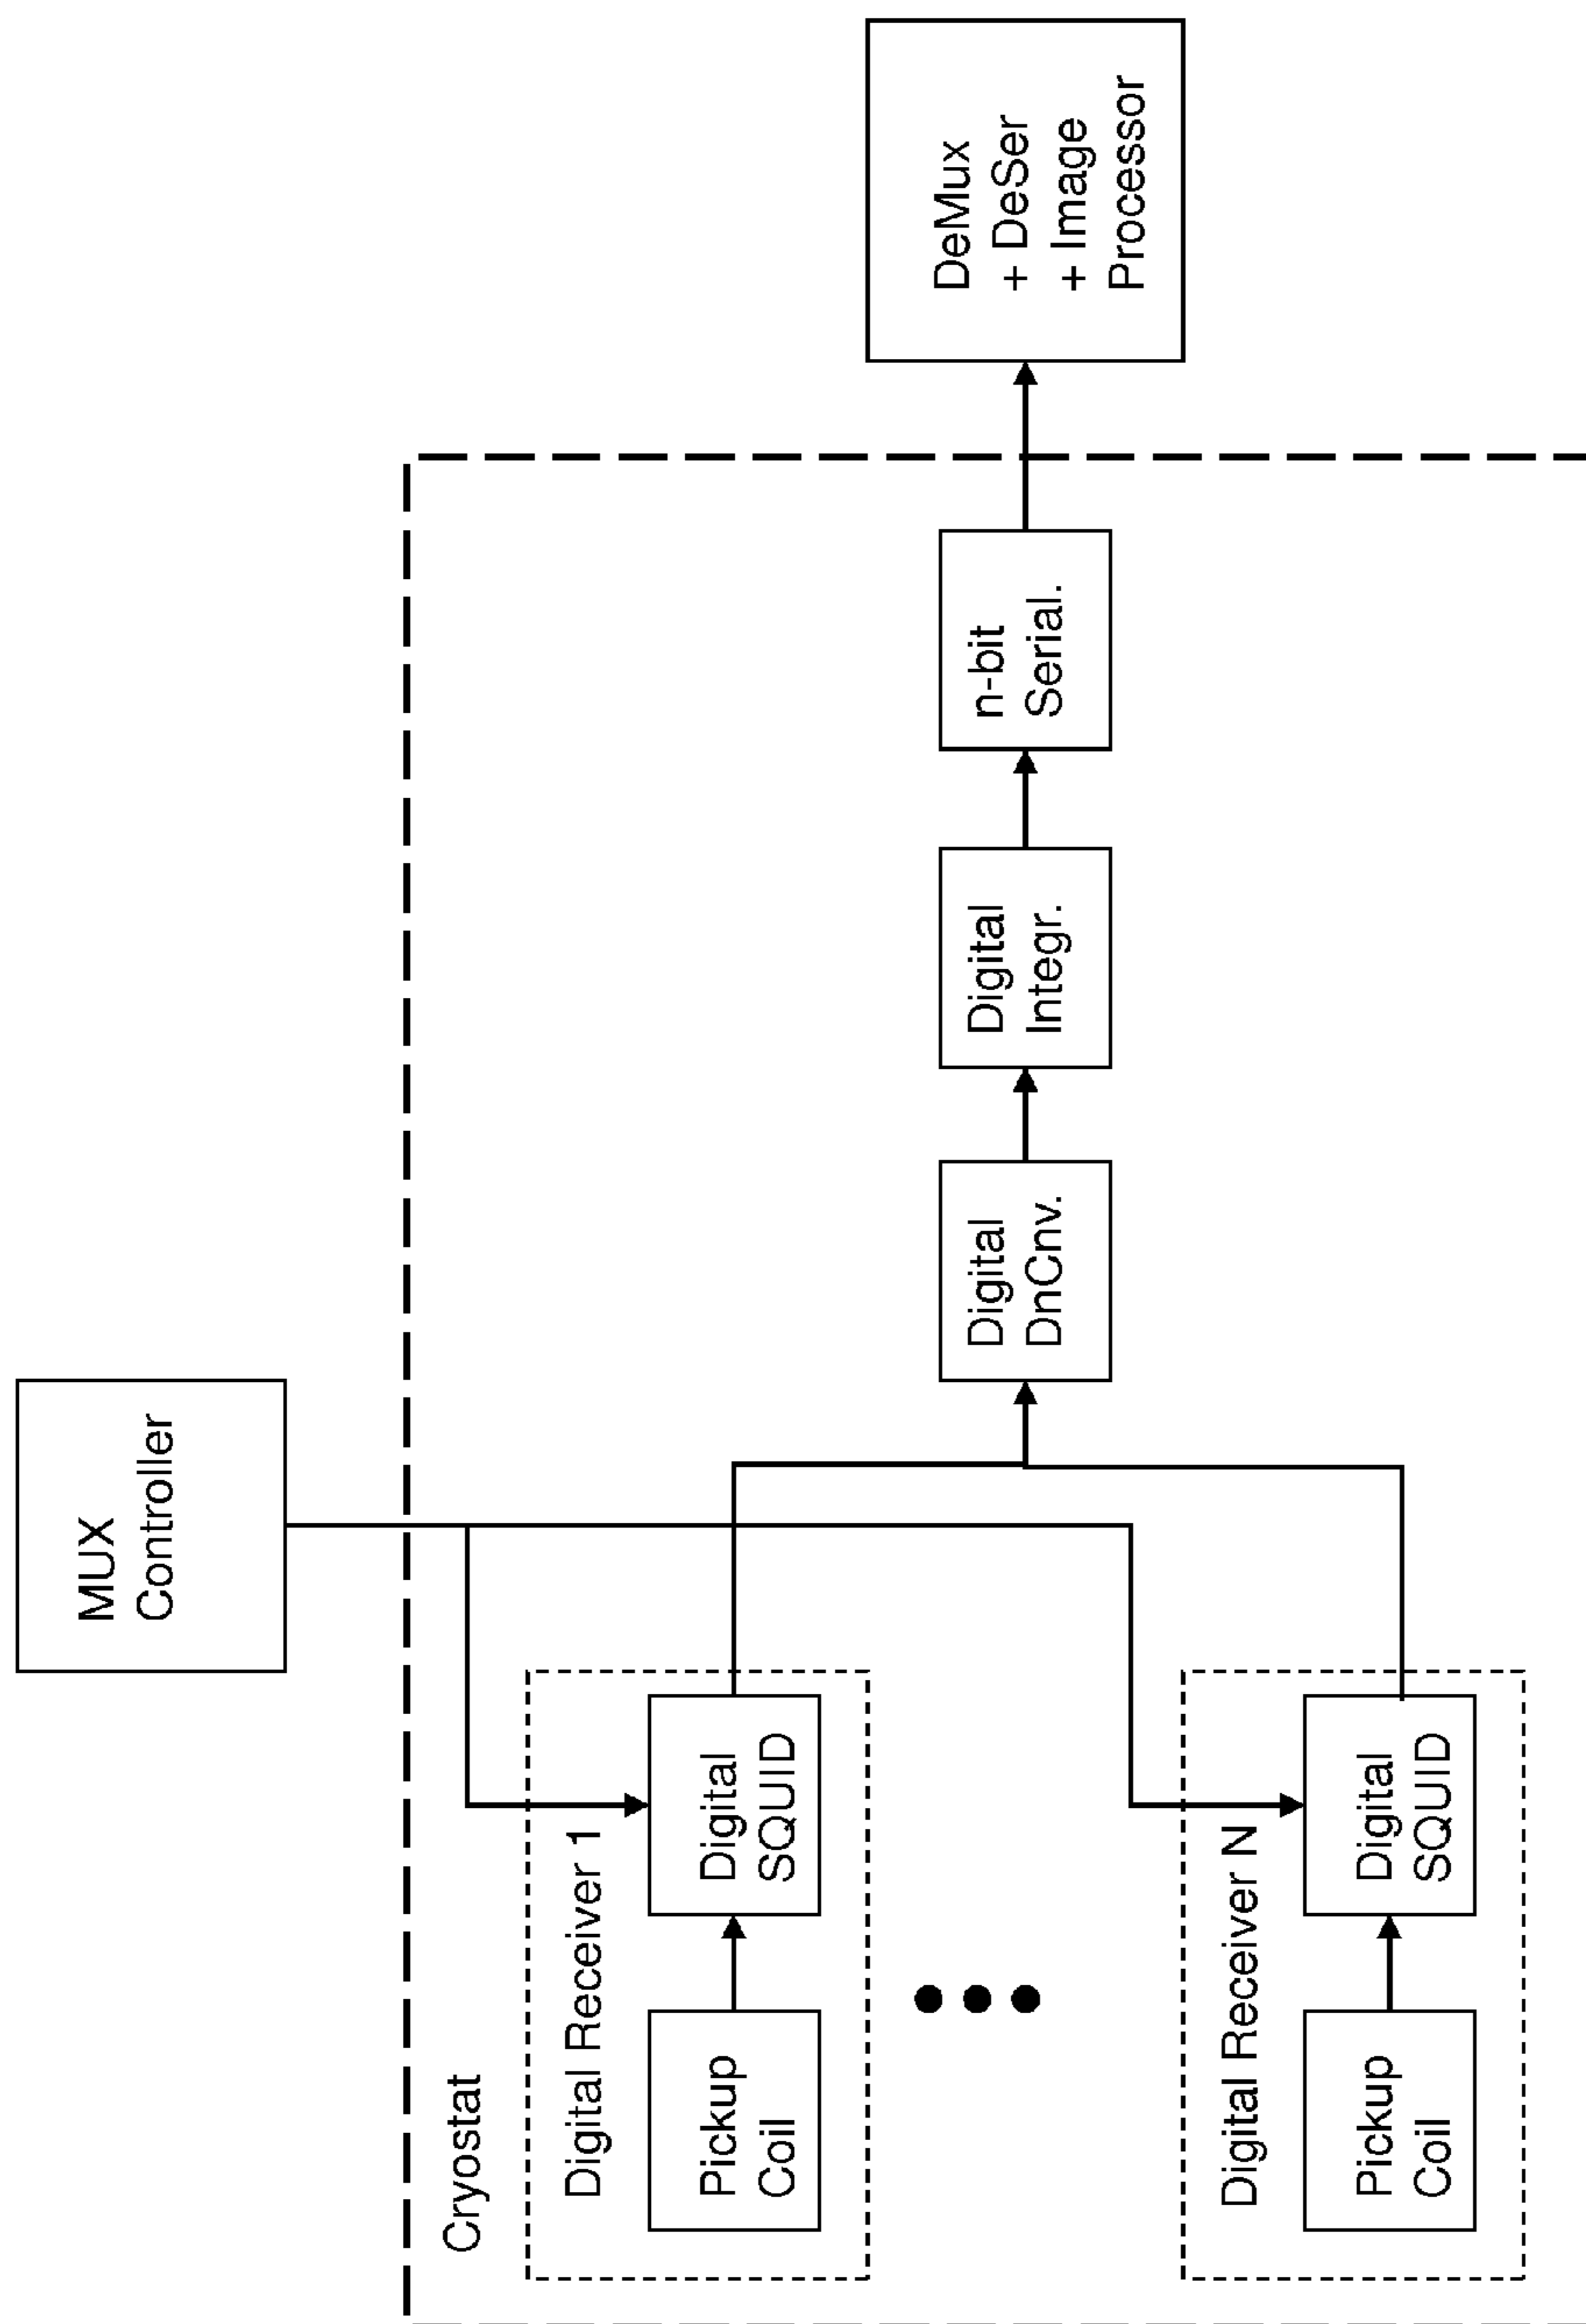 MUX
Controller
Cryostat
Digital Receiver 1
Pickup
Coil
Digital
SQUID
Digital Receiver N
Pickup
Coil
Digital
SQUID
Digital
DnCnv.
Digital
Integr.
n-bit
Serial.
DeMux
+ DeSer
+ Image
Processor